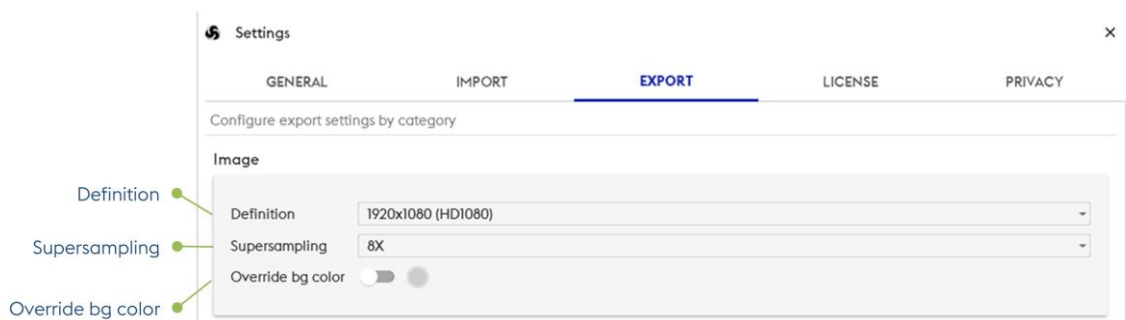 Settings
×
GENERAL IMPORT EXPORT LICENSE PRIVACY
Configure export settings by category
Image
Definition
Definition 1920x1080 (HD1080)
Supersampling
Supersampling 8X
Override bg color
Override bg color